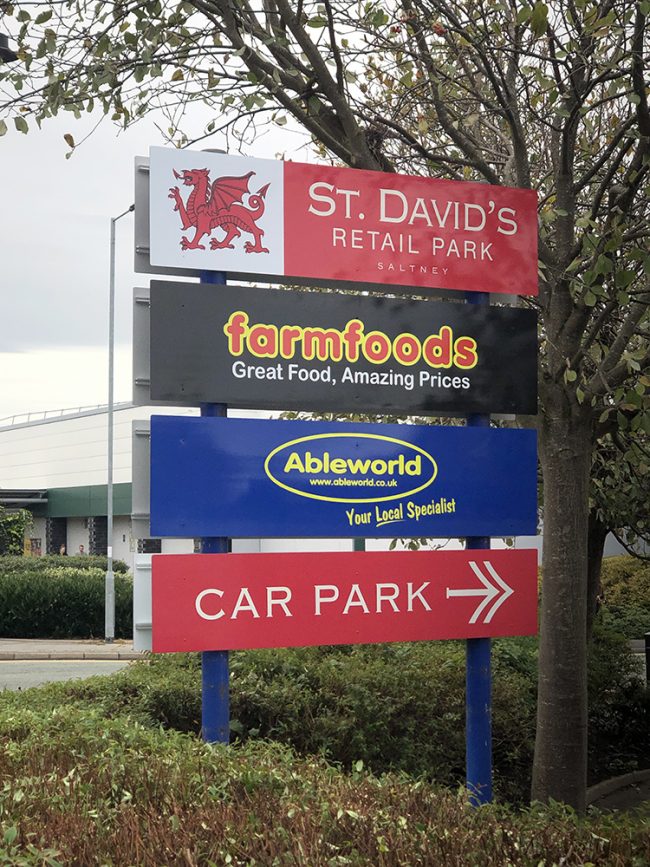 ST. DAVID'S
RETAIL PARK
SALTNEY
farmfoods
Great Food, Amazing Prices
Ableworld
www.ableworld.co.uk
Your Local Specialist
CAR PARK